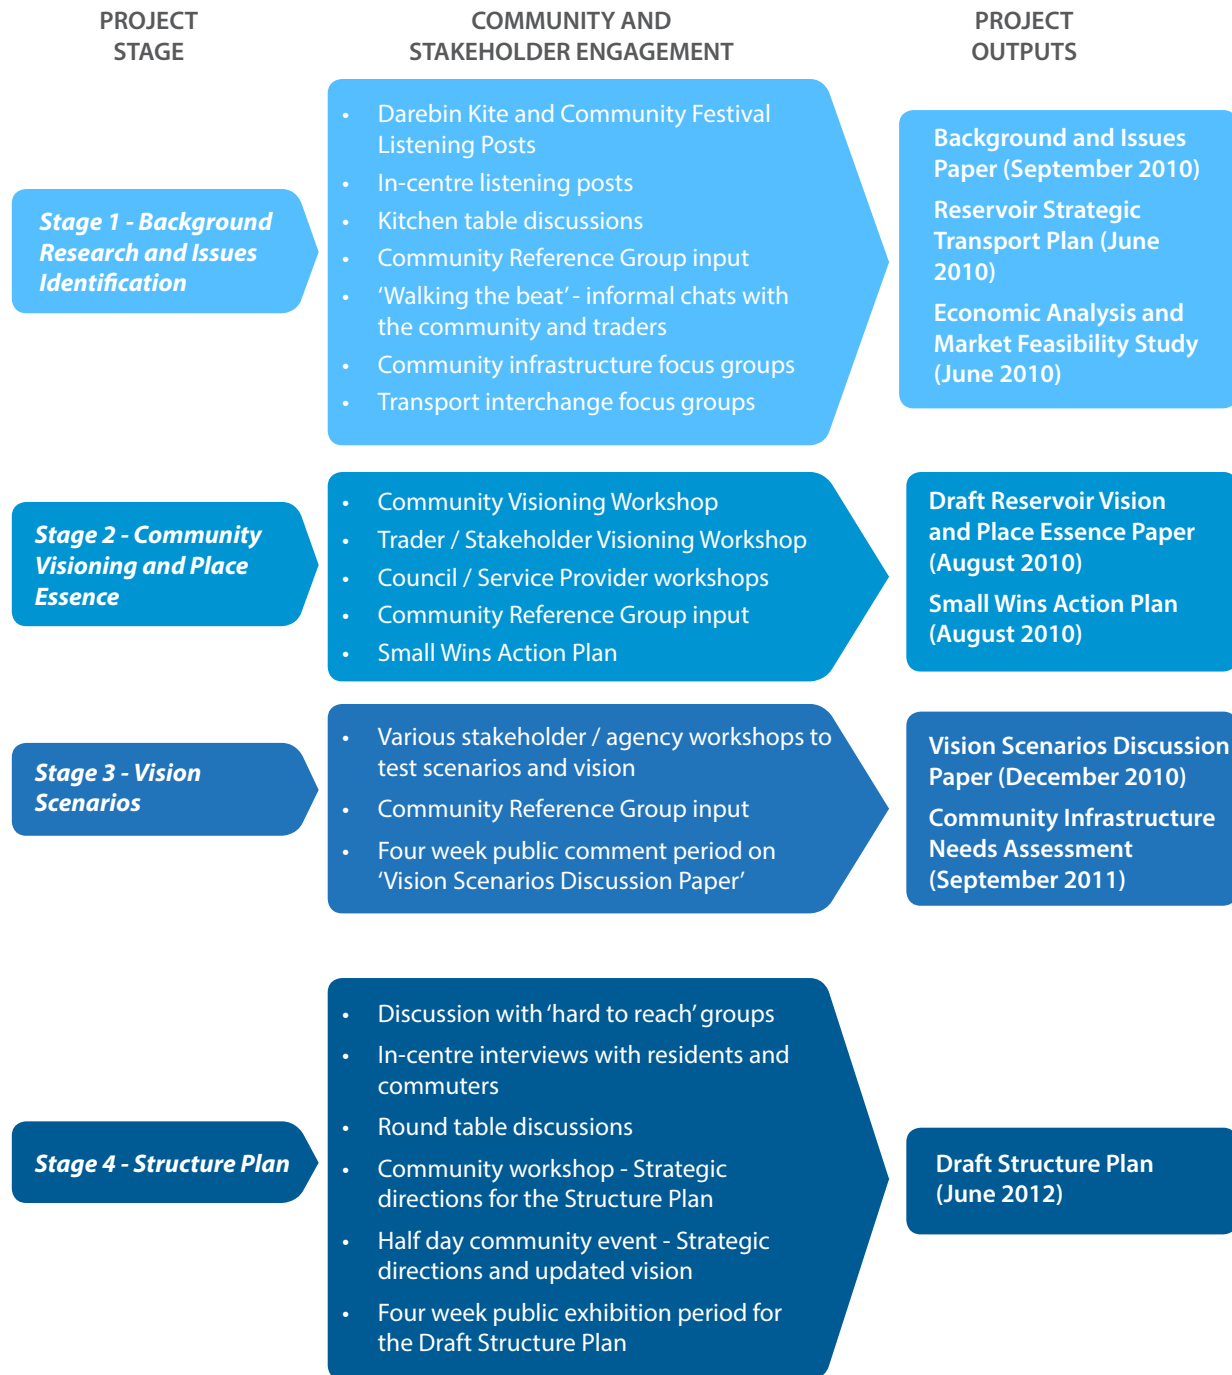 PROJECT
STAGE
COMMUNITY AND
STAKEHOLDER ENGAGEMENT
PROJECT
OUTPUTS
Stage 1 - Background
Research and Issues
Identification
• Darebin Kite and Community Festival
Listening Posts
• In-centre listening posts
• Kitchen table discussions
• Community Reference Group input
• ‘Walking the beat’ - informal chats with
the community and traders
• Community infrastructure focus groups
• Transport interchange focus groups
Background and Issues
Paper (September 2010)
Reservoir Strategic
Transport Plan (June
2010)
Economic Analysis and
Market Feasibility Study
(June 2010)
Stage 2 - Community
Visioning and Place
Essence
• Community Visioning Workshop
• Trader / Stakeholder Visioning Workshop
• Council / Service Provider workshops
• Community Reference Group input
• Small Wins Action Plan
Draft Reservoir Vision
and Place Essence Paper
(August 2010)
Small Wins Action Plan
(August 2010)
Stage 3 - Vision
Scenarios
• Various stakeholder / agency workshops to
test scenarios and vision
• Community Reference Group input
• Four week public comment period on
‘Vision Scenarios Discussion Paper’
Vision Scenarios Discussion
Paper (December 2010)
Community Infrastructure
Needs Assessment
(September 2011)
Stage 4 - Structure Plan
• Discussion with ‘hard to reach’ groups
• In-centre interviews with residents and
commuters
• Round table discussions
• Community workshop - Strategic
directions for the Structure Plan
• Half day community event - Strategic
directions and updated vision
• Four week public exhibition period for
the Draft Structure Plan
Draft Structure Plan
(June 2012)